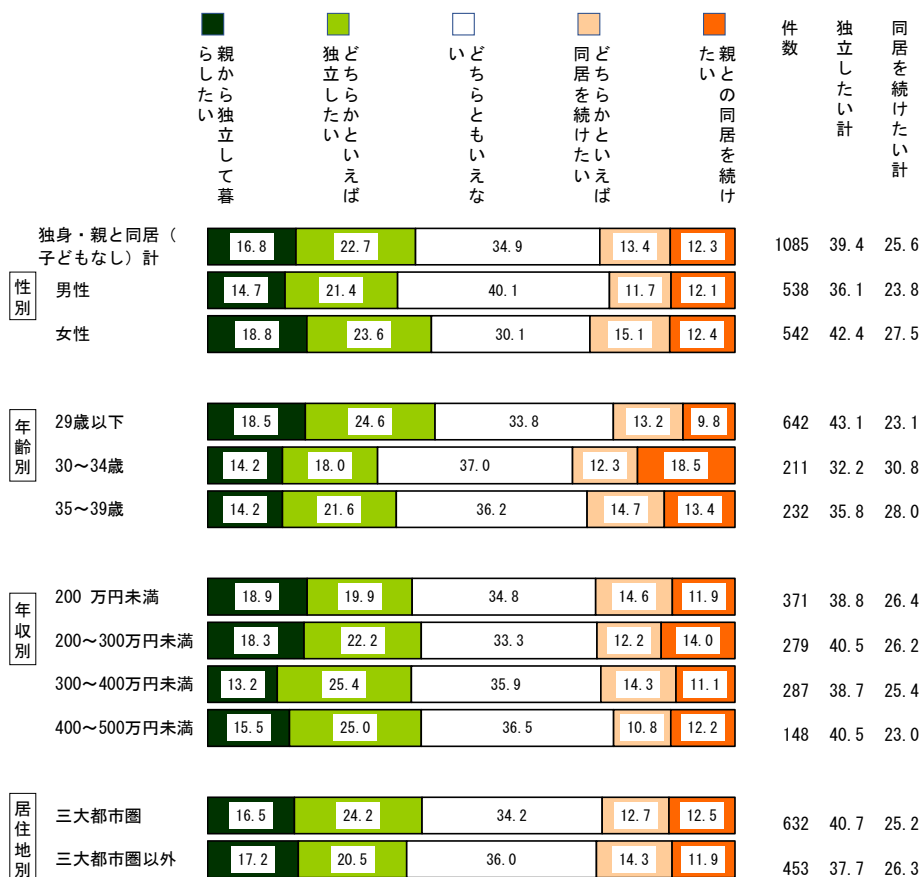 親から独立して暮らしたい
どちらかといえば独立したい
どちらともいえない
どちらかといえば同居を続けたい
親との同居を続けたい
件数
独立したい計
同居を続けたい計
独身・親と同居（
子どもなし）計 16.8 22.7 34.9 13.4 12.3 1085 39.4 25.6
性別
男性 14.7 21.4 40.1 11.7 12.1 538 36.1 23.8
女性 18.8 23.6 30.1 15.1 12.4 542 42.4 27.5
年齢別
29歳以下 18.5 24.6 33.8 13.2 9.8 642 43.1 23.1
30～34歳 14.2 18.0 37.0 12.3 18.5 211 32.2 30.8
35～39歳 14.2 21.6 36.2 14.7 13.4 232 35.8 28.0
年収別
200 万円未満 18.9 19.9 34.8 14.6 11.9 371 38.8 26.4
200～300万円未満 18.3 22.2 33.3 12.2 14.0 279 40.5 26.2
300～400万円未満 13.2 25.4 35.9 14.3 11.1 287 38.7 25.4
400～500万円未満 15.5 25.0 36.5 10.8 12.2 148 40.5 23.0
居住地別
三大都市圏 16.5 24.2 34.2 12.7 12.5 632 40.7 25.2
三大都市圏以外 17.2 20.5 36.0 14.3 11.9 453 37.7 26.3